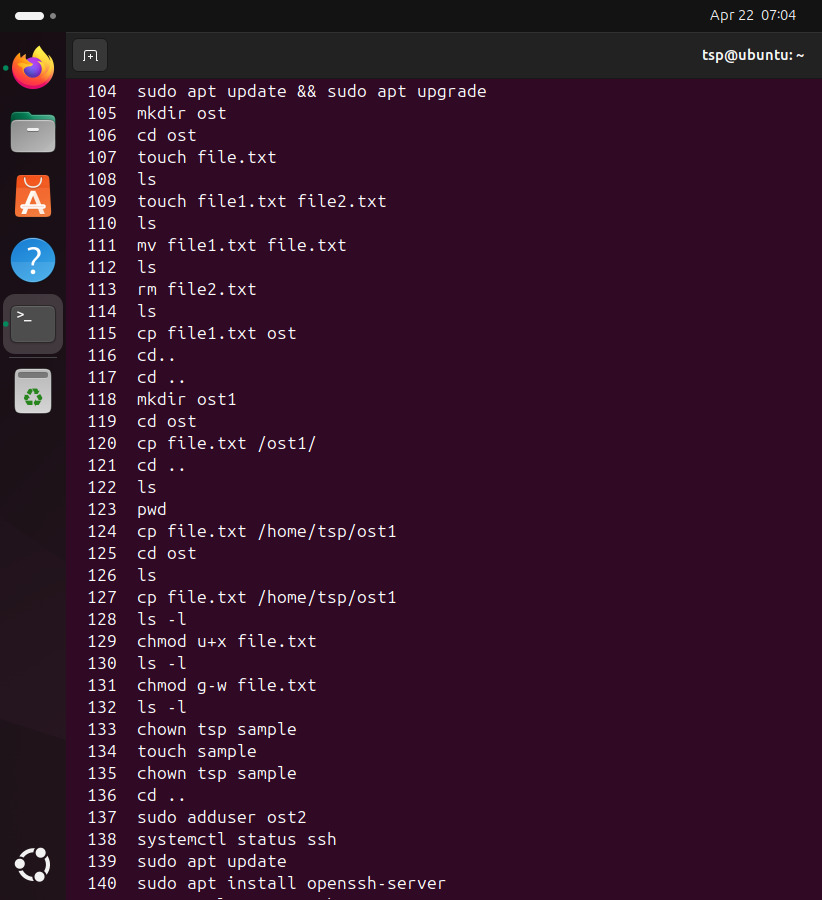 Apr 22 07:04
tsp@ubuntu: ~
104 sudo apt update && sudo apt upgrade
105 mkdir ost
106 cd ost
107 touch file.txt
108 ls
109 touch file1.txt file2.txt
110 ls
111 mv file1.txt file.txt
112 ls
113 rm file2.txt
114 ls
115 cp file1.txt ost
116 cd..
117 cd ..
118 mkdir ost1
119 cd ost
120 cp file.txt /ost1/
121 cd ..
122 ls
123 pwd
124 cp file.txt /home/tsp/ost1
125 cd ost
126 ls
127 cp file.txt /home/tsp/ost1
128 ls -l
129 chmod u+x file.txt
130 ls -l
131 chmod g-w file.txt
132 ls -l
133 chown tsp sample
134 touch sample
135 chown tsp sample
136 cd ..
137 sudo adduser ost2
138 systemctl status ssh
139 sudo apt update
140 sudo apt install openssh-server